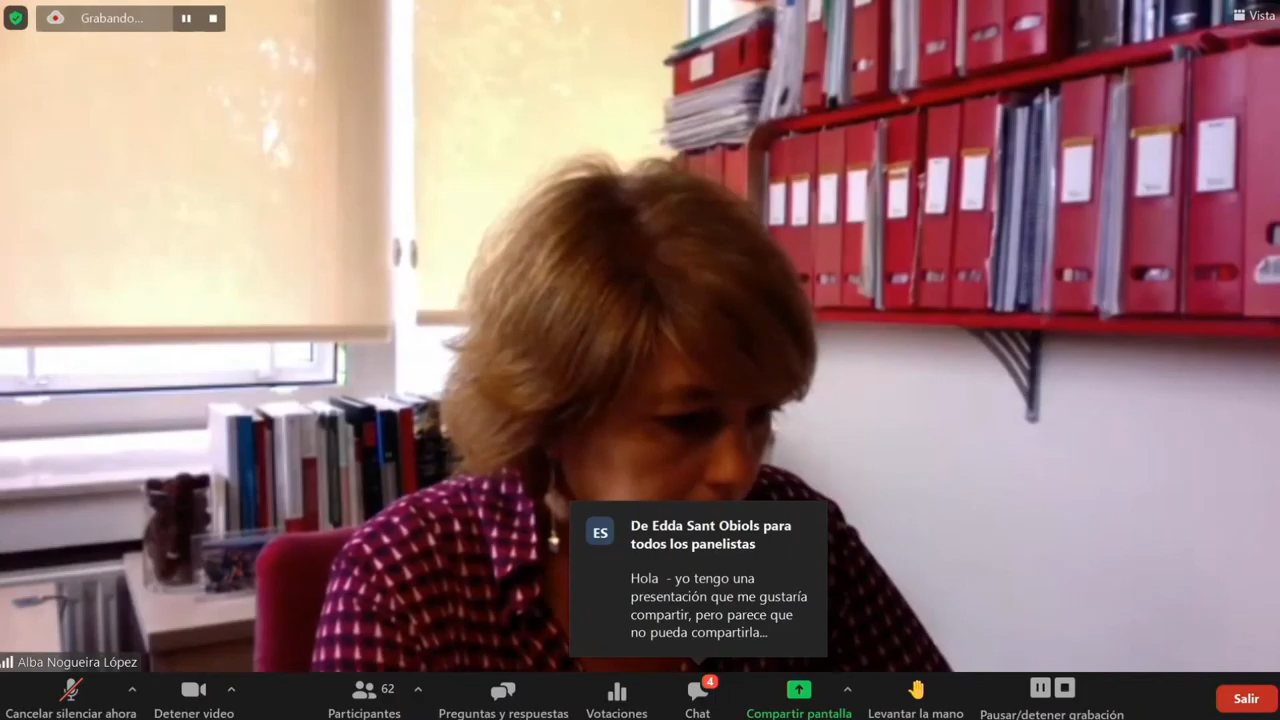 Grabando...
Vista
ES
De Edda Sant Obiols para
todos los panelistas
Hola - yo tengo una
presentación que me gustaría
compartir, pero parece que
no pueda compartirla...
Alba Nogueira López
62
4
Cancelar silenciar ahora
Detener video
Participantes
Preguntas y respuestas
Votaciones
Chat
Compartir pantalla
Levantar la mano
Pausar/detener grabación
Salir